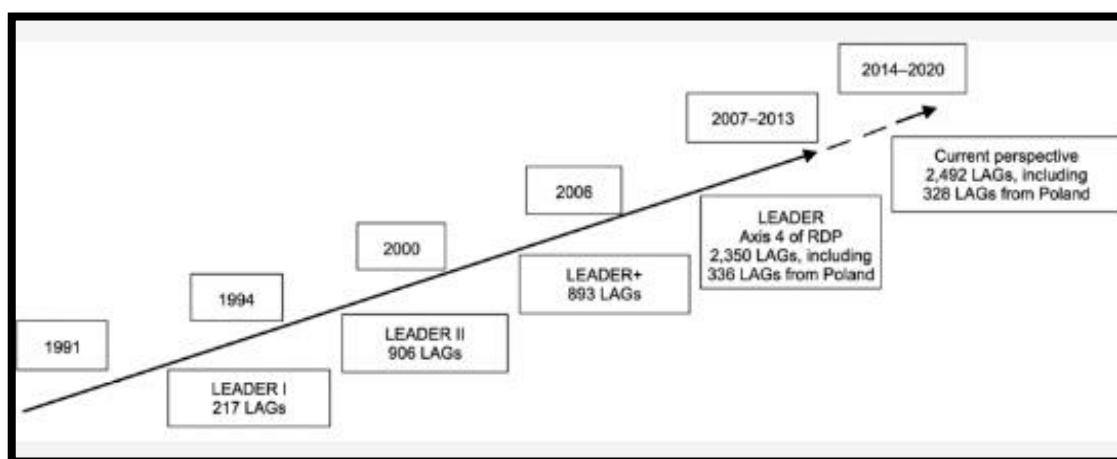 2014–2020
2007–2013
Current perspective
2,492 LAGs, including
328 LAGs from Poland
2006
LEADER
Axis 4 of RDP
2,350 LAGs, including
336 LAGs from Poland
2000
LEADER+
893 LAGs
1994
LEADER II
906 LAGs
1991
LEADER I
217 LAGs